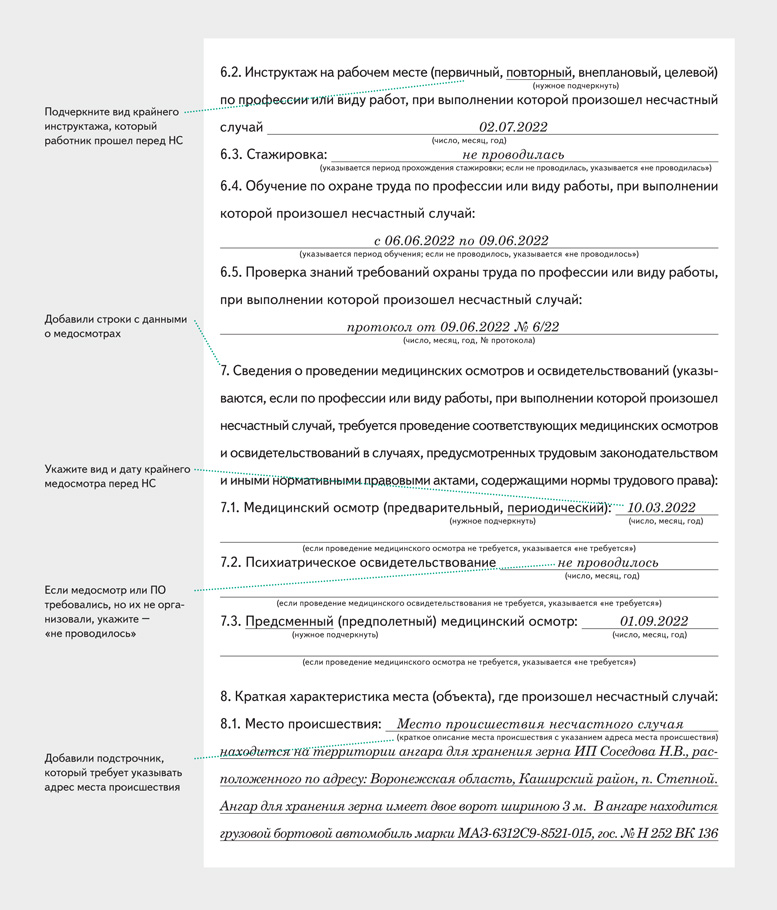 6.2. Инструктаж на рабочем месте (первичный, повторный, внеплановый, целевой)
(нужное подчеркнуть)
Подчеркните вид крайнего
инструктажа, который
работник прошел перед НС
по профессии или виду работ, при выполнении которой произошел несчастный
случай 02.07.2022
(число, месяц, год)
6.3. Стажировка: не проводилась
(указывается период прохождения стажировки; если не проводилась, указывается «не проводилась»)
6.4. Обучение по охране труда по профессии или виду работы, при выполнении
которой произошел несчастный случай:
с 06.06.2022 по 09.06.2022
(указывается период обучения; если не проводилось, указывается «не проводилось»)
6.5. Проверка знаний требований охраны труда по профессии или виду работы,
при выполнении которой произошел несчастный случай:
протокол от 09.06.2022 № 6/22
(число, месяц, год, № протокола)
Добавили строки с данными
о медосмотрах
7. Сведения о проведении медицинских осмотров и освидетельствований (указы-
ваются, если по профессии или виду работы, при выполнении которой произошел
несчастный случай, требуется проведение соответствующих медицинских осмотров
и освидетельствований в случаях, предусмотренных трудовым законодательством
и иными нормативными правовыми актами, содержащими нормы трудового права):
Укажите вид и дату крайнего
медосмотра перед НС
7.1. Медицинский осмотр (предварительный, периодический): 10.03.2022
(нужное подчеркнуть) (число, месяц, год)
(если проведение медицинского осмотра не требуется, указывается «не требуется»)
7.2. Психиатрическое освидетельствование не проводилось
(число, месяц, год)
(если проведение медицинского освидетельствования не требуется, указывается «не требуется»)
Если медосмотр или ПО
требовались, но их не орга-
низовали, укажите —
«не проводилось»
7.3. Предсменный (предполетный) медицинский осмотр: 01.09.2022
(нужное подчеркнуть) (число, месяц, год)
(если проведение медицинского осмотра не требуется, указывается «не требуется»)
8. Краткая характеристика места (объекта), где произошел несчастный случай:
8.1. Место происшествия: Место происшествия несчастного случая
(краткое описание места происшествия с указанием адреса места происшествия)
Добавили подстрочник,
который требует указывать
адрес места происшествия
находится на территории ангара для хранения зерна ИП Соседова Н.В., рас-
положенного по адресу: Воронежская область, Каширский район, п. Степной.
Ангар для хранения зерна имеет двое ворот шириною 3 м. В ангаре находится
грузовой бортовой автомобиль марки МАЗ-6312С9-8521-015, гос. № Н 252 ВК 136